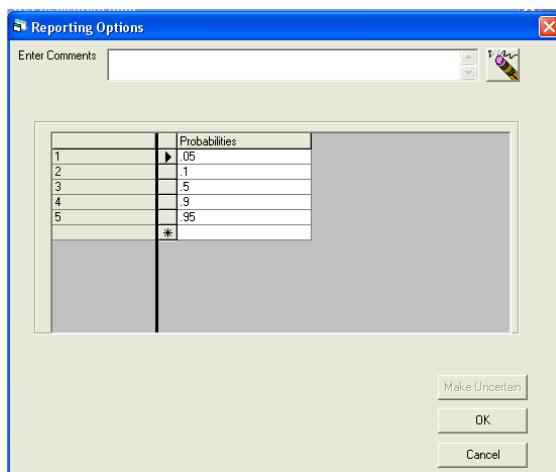 Reporting Options
Enter Comments
Probabilities
1 .05
2 .1
3 .5
4 .9
5 .95
*
Make Uncertain
OK
Cancel